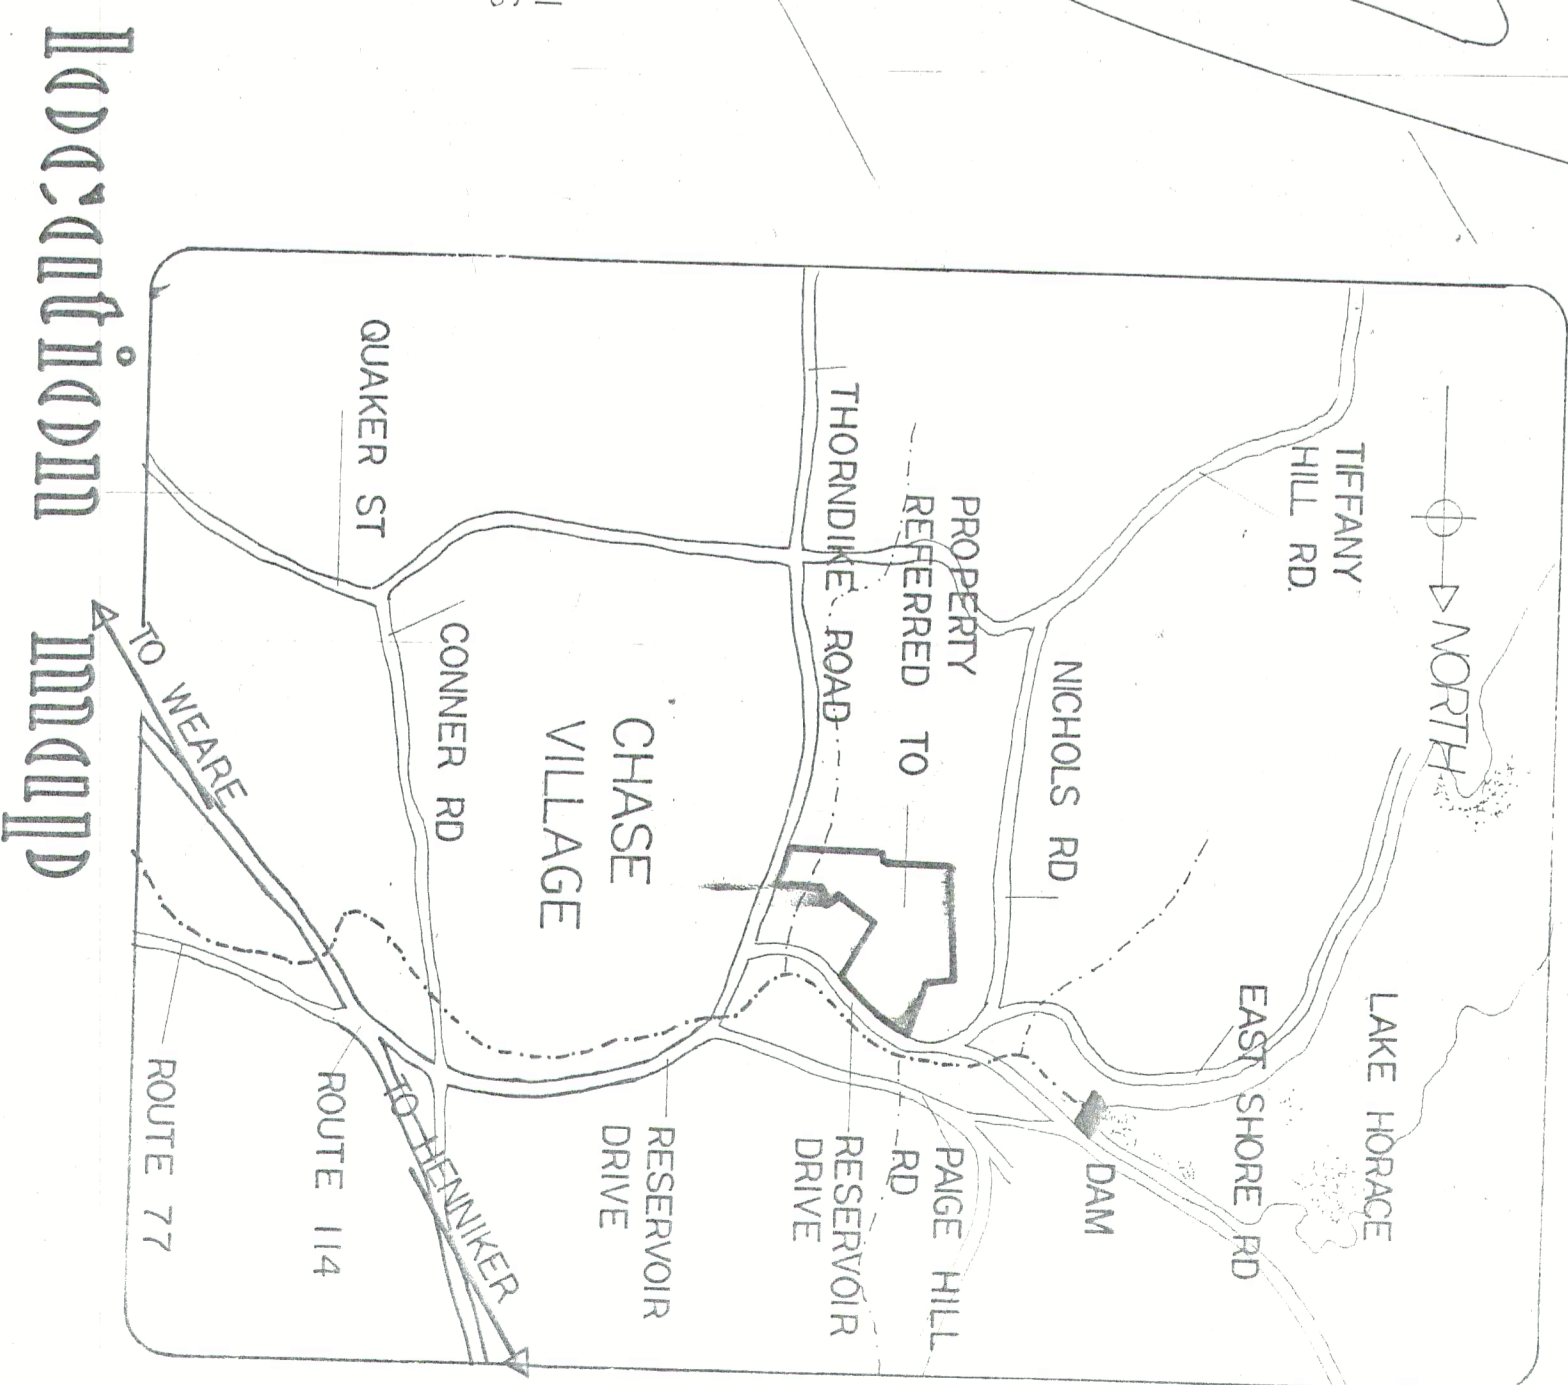 location map
NORTH
TIFFANY
HILL RD.
LAKE HORACE
EAST SHORE RD
NICHOLS RD
DAM
PROPERTY
REFERRED TO
PAIGE HILL
RD
THORNDIKE ROAD
RESERVOIR
DRIVE
CHASE
VILLAGE
RESERVOIR
DRIVE
CONNER RD
QUAKER ST
TO HENNIKER
ROUTE 114
TO WEARE
ROUTE 77